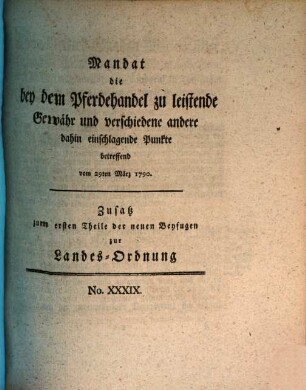 Mandat
die
bey dem Pferdehandel zu leistende
Gewähr und verschiedene andere
dahin einschlagende Punkte
betreffend
vom 29ten März 1790.
Zusatz
zum ersten Theile der neuen Beyfugen
zur
Landes-Ordnung
No. XXXIX.